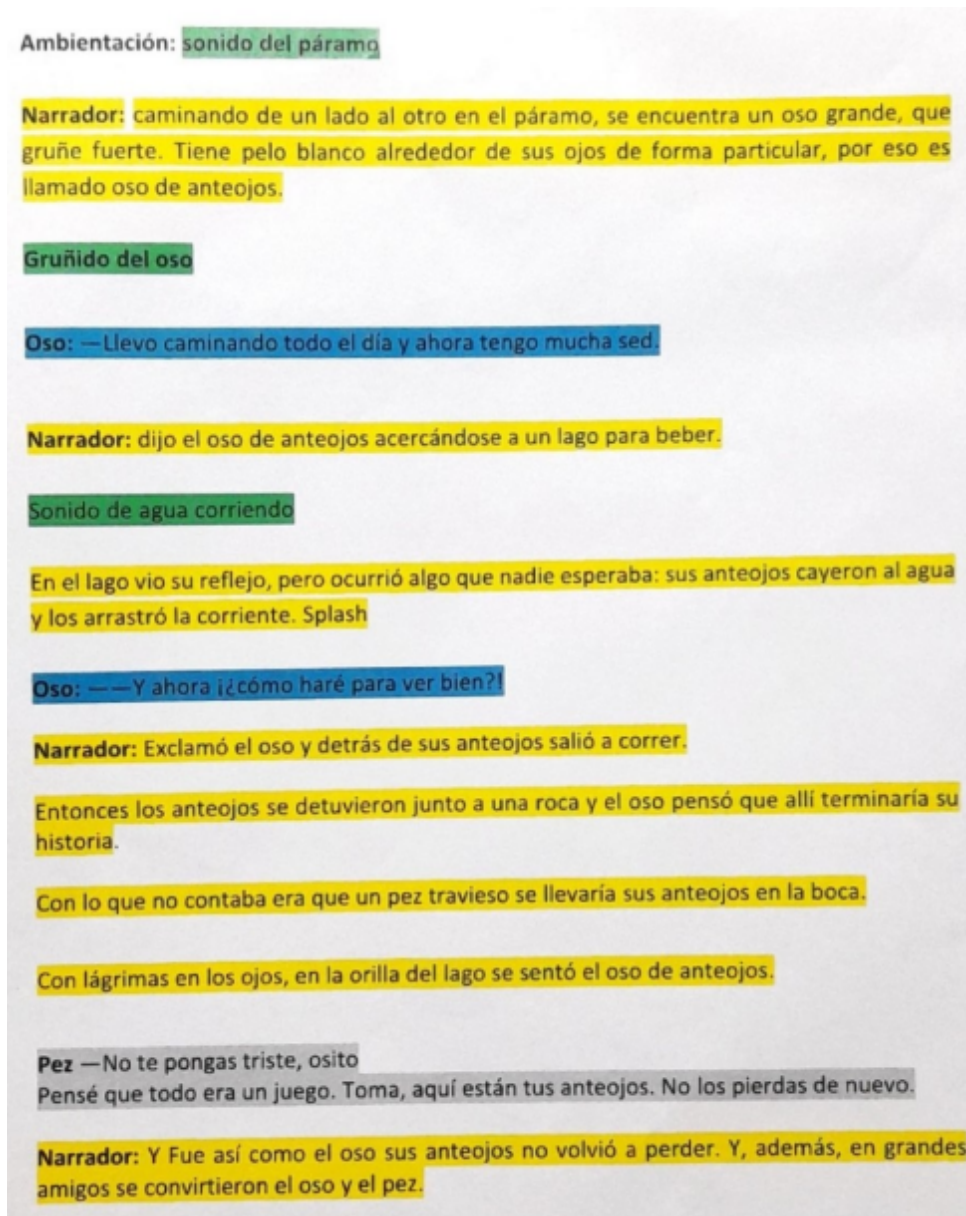 Ambientación: sonido del páramo
Narrador: caminando de un lado al otro en el páramo, se encuentra un oso grande, que
gruñe fuerte. Tiene pelo blanco alrededor de sus ojos de forma particular, por eso es
llamado oso de anteojos.
Gruñido del oso
Oso: —Llevo caminando todo el día y ahora tengo mucha sed.
Narrador: dijo el oso de anteojos acercándose a un lago para beber.
Sonido de agua corriendo
En el lago vio su reflejo, pero ocurrió algo que nadie esperaba: sus anteojos cayeron al agua
y los arrastró la corriente. Splash
Oso: ——Y ahora ¡¿cómo haré para ver bien?!
Narrador: Exclamó el oso y detrás de sus anteojos salió a correr.
Entonces los anteojos se detuvieron junto a una roca y el oso pensó que allí terminaría su
historia.
Con lo que no contaba era que un pez travieso se llevaría sus anteojos en la boca.
Con lágrimas en los ojos, en la orilla del lago se sentó el oso de anteojos.
Pez —No te pongas triste, osito
Pensé que todo era un juego. Toma, aquí están tus anteojos. No los pierdas de nuevo.
Narrador: Y Fue así como el oso sus anteojos no volvió a perder. Y, además, en grandes
amigos se convirtieron el oso y el pez.